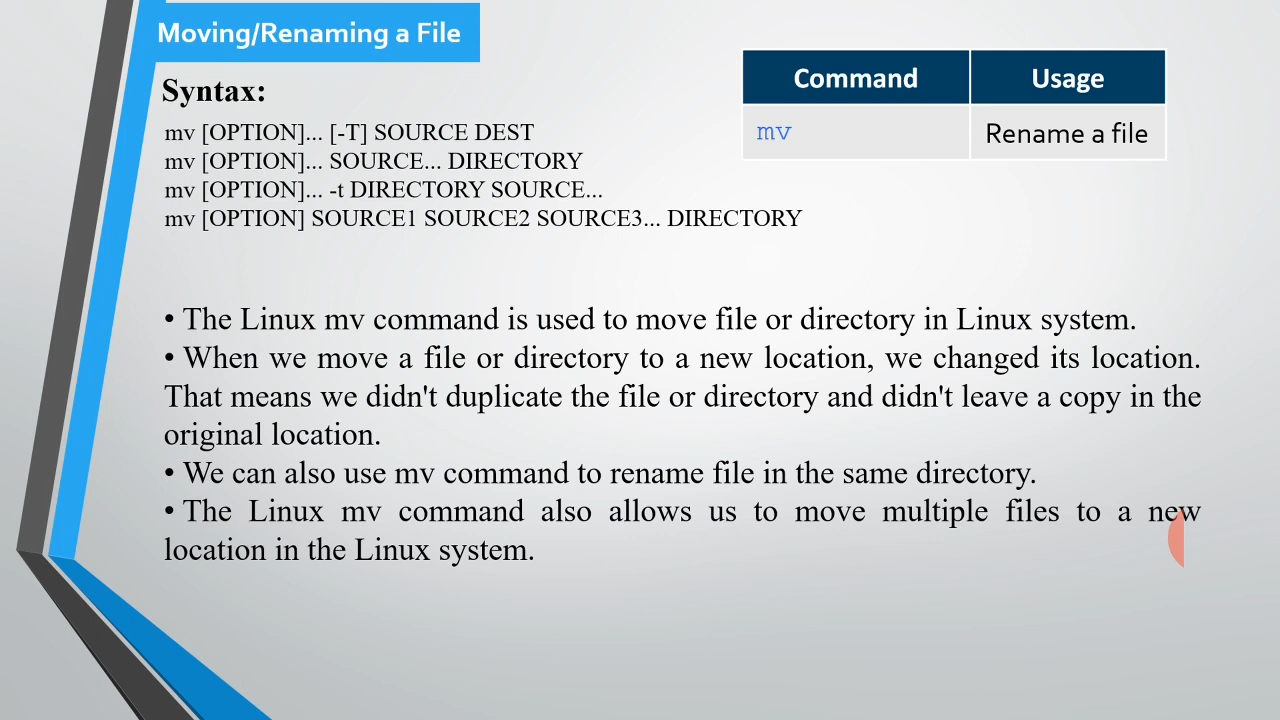 Moving/Renaming a File
Syntax:
mv [OPTION]... [-T] SOURCE DEST
mv [OPTION]... SOURCE... DIRECTORY
mv [OPTION]... -t DIRECTORY SOURCE...
mv [OPTION] SOURCE1 SOURCE2 SOURCE3... DIRECTORY
Command Usage
mv Rename a file
• The Linux mv command is used to move file or directory in Linux system.
• When we move a file or directory to a new location, we changed its location.
That means we didn't duplicate the file or directory and didn't leave a copy in the
original location.
• We can also use mv command to rename file in the same directory.
• The Linux mv command also allows us to move multiple files to a new
location in the Linux system.